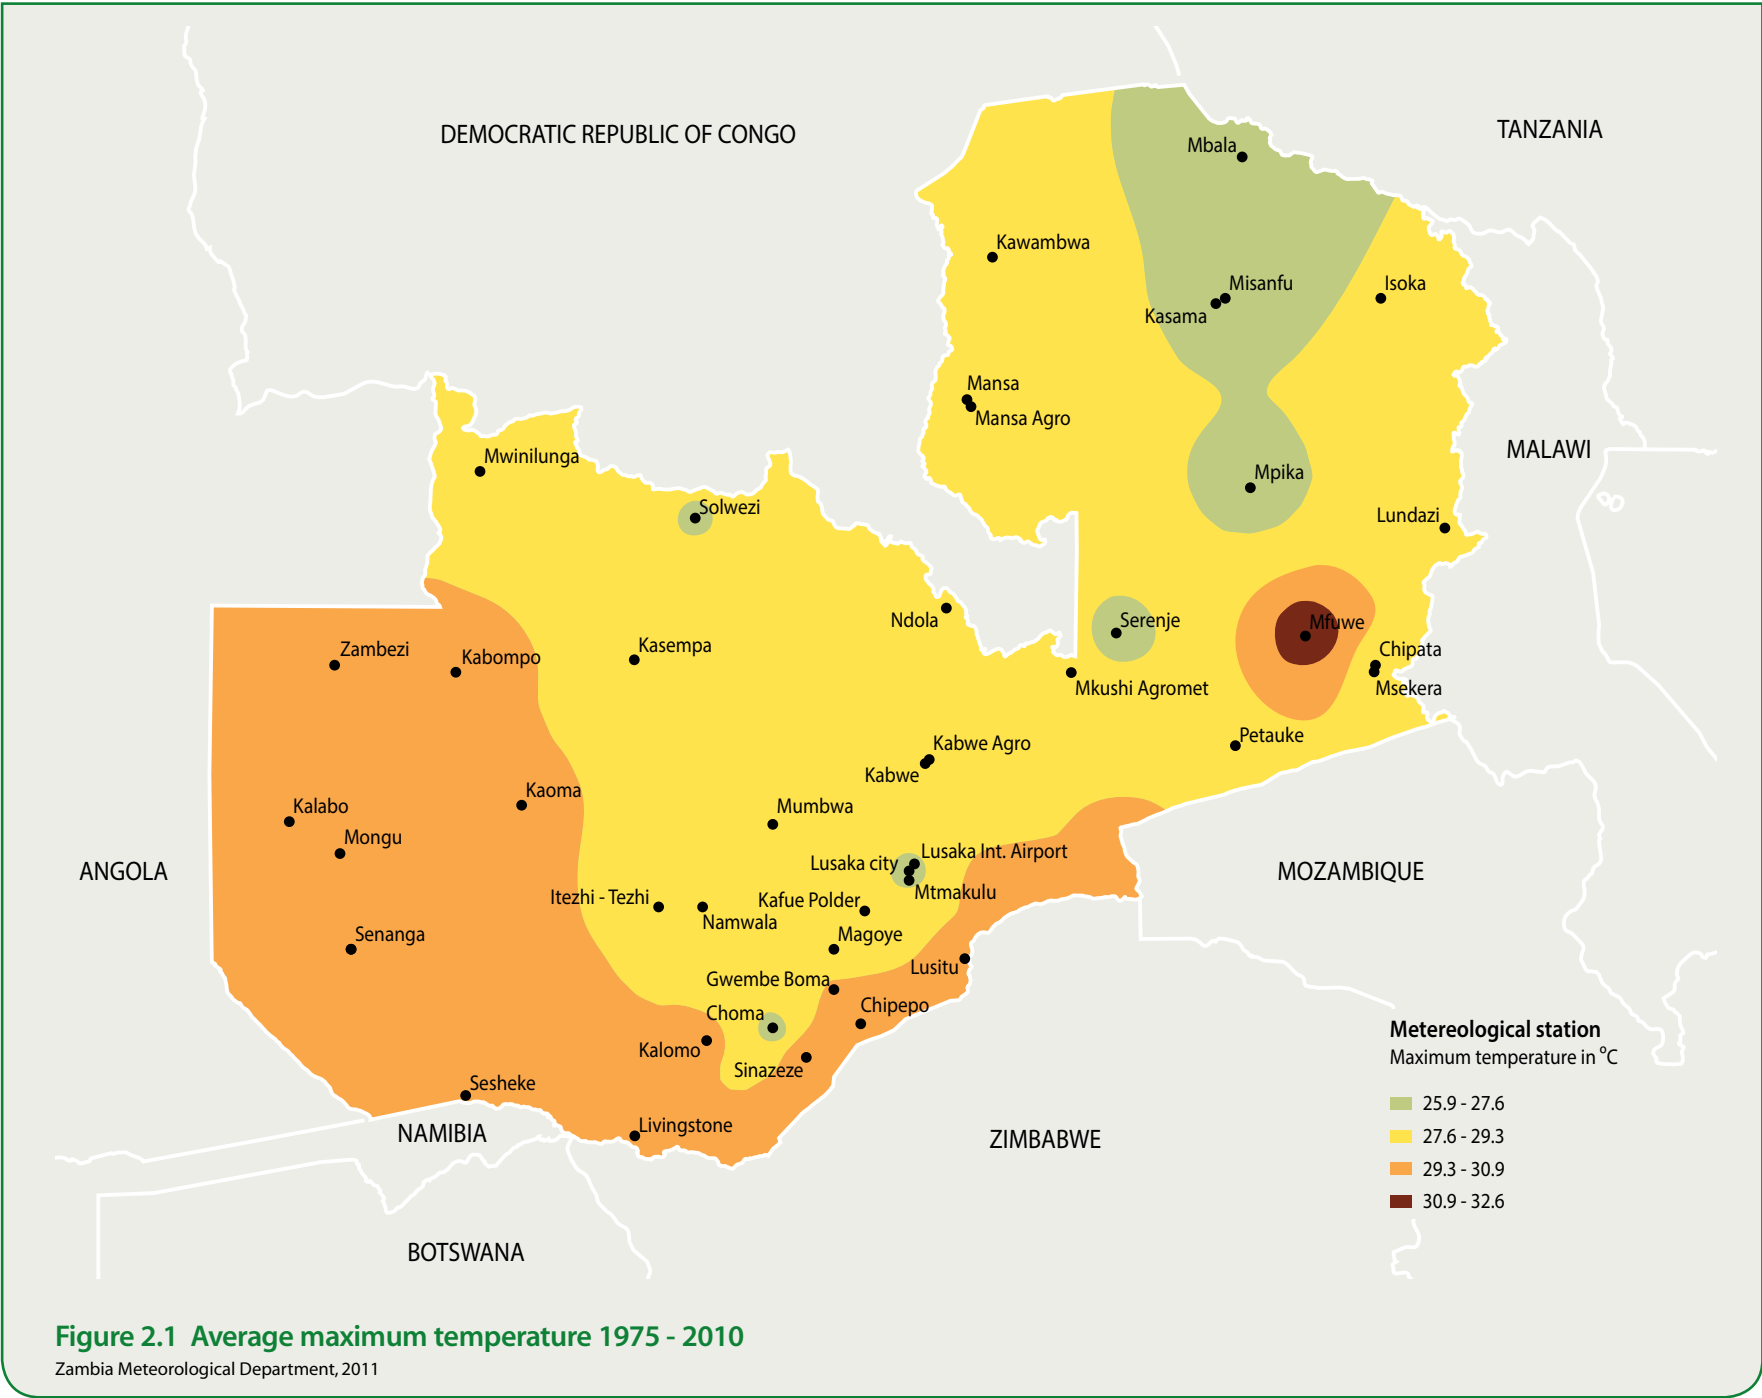 DEMOCRATIC REPUBLIC OF CONGO
TANZANIA
Mbala
Kawambwa
Misanfu
Isoka
Kasama
Mansa
Mansa Agro
MALAWI
Mwinilunga
Mpika
Solwezi
Lundazi
Ndola
Serenje
Mfuwe
Zambezi
Kabompo
Kasempa
Chipata
Mkushi Agromet
Msekera
Petauke
Kabwe Agro
Kabwe
Kaoma
Kalabo
Mumbwa
Mongu
ANGOLA
Lusaka city
Lusaka Int. Airport
MOZAMBIQUE
Mtmakulu
Itezhi - Tezhi
Kafue Polder
Namwala
Senanga
Magoye
Lusitu
Gwembe Boma
Choma
Chipepo
Kalomo
Sinazeze
Sesheke
Livingstone
NAMIBIA
ZIMBABWE
BOTSWANA
Metereological station
Maximum temperature in °C
25.9 - 27.6
27.6 - 29.3
29.3 - 30.9
30.9 - 32.6
Figure 2.1 Average maximum temperature 1975 - 2010
Zambia Meteorological Department, 2011